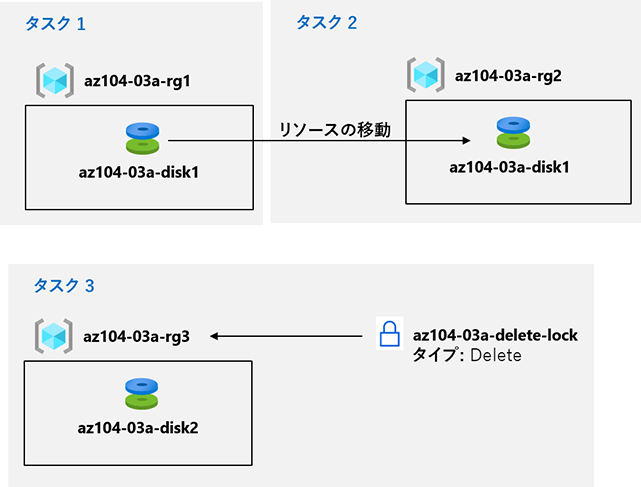 タスク 1
az104-03a-rg1
az104-03a-disk1
リソースの移動
タスク 2
az104-03a-rg2
az104-03a-disk1
タスク 3
az104-03a-rg3
az104-03a-disk2
az104-03a-delete-lock
タイプ: Delete